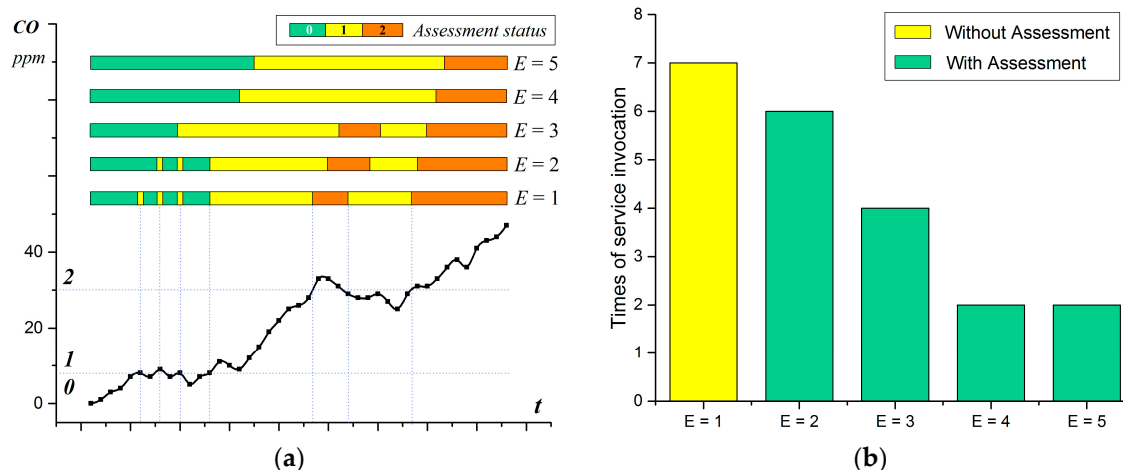 CO
ppm
0 1 2 Assessment status
E = 5
E = 4
E = 3
E = 2
E = 1
40
2
20
1
0
0
t
(a)
8
7
6
5
4
3
2
1
0
Times of service invocation
Without Assessment
With Assessment
E = 1 E = 2 E = 3 E = 4 E = 5
(b)